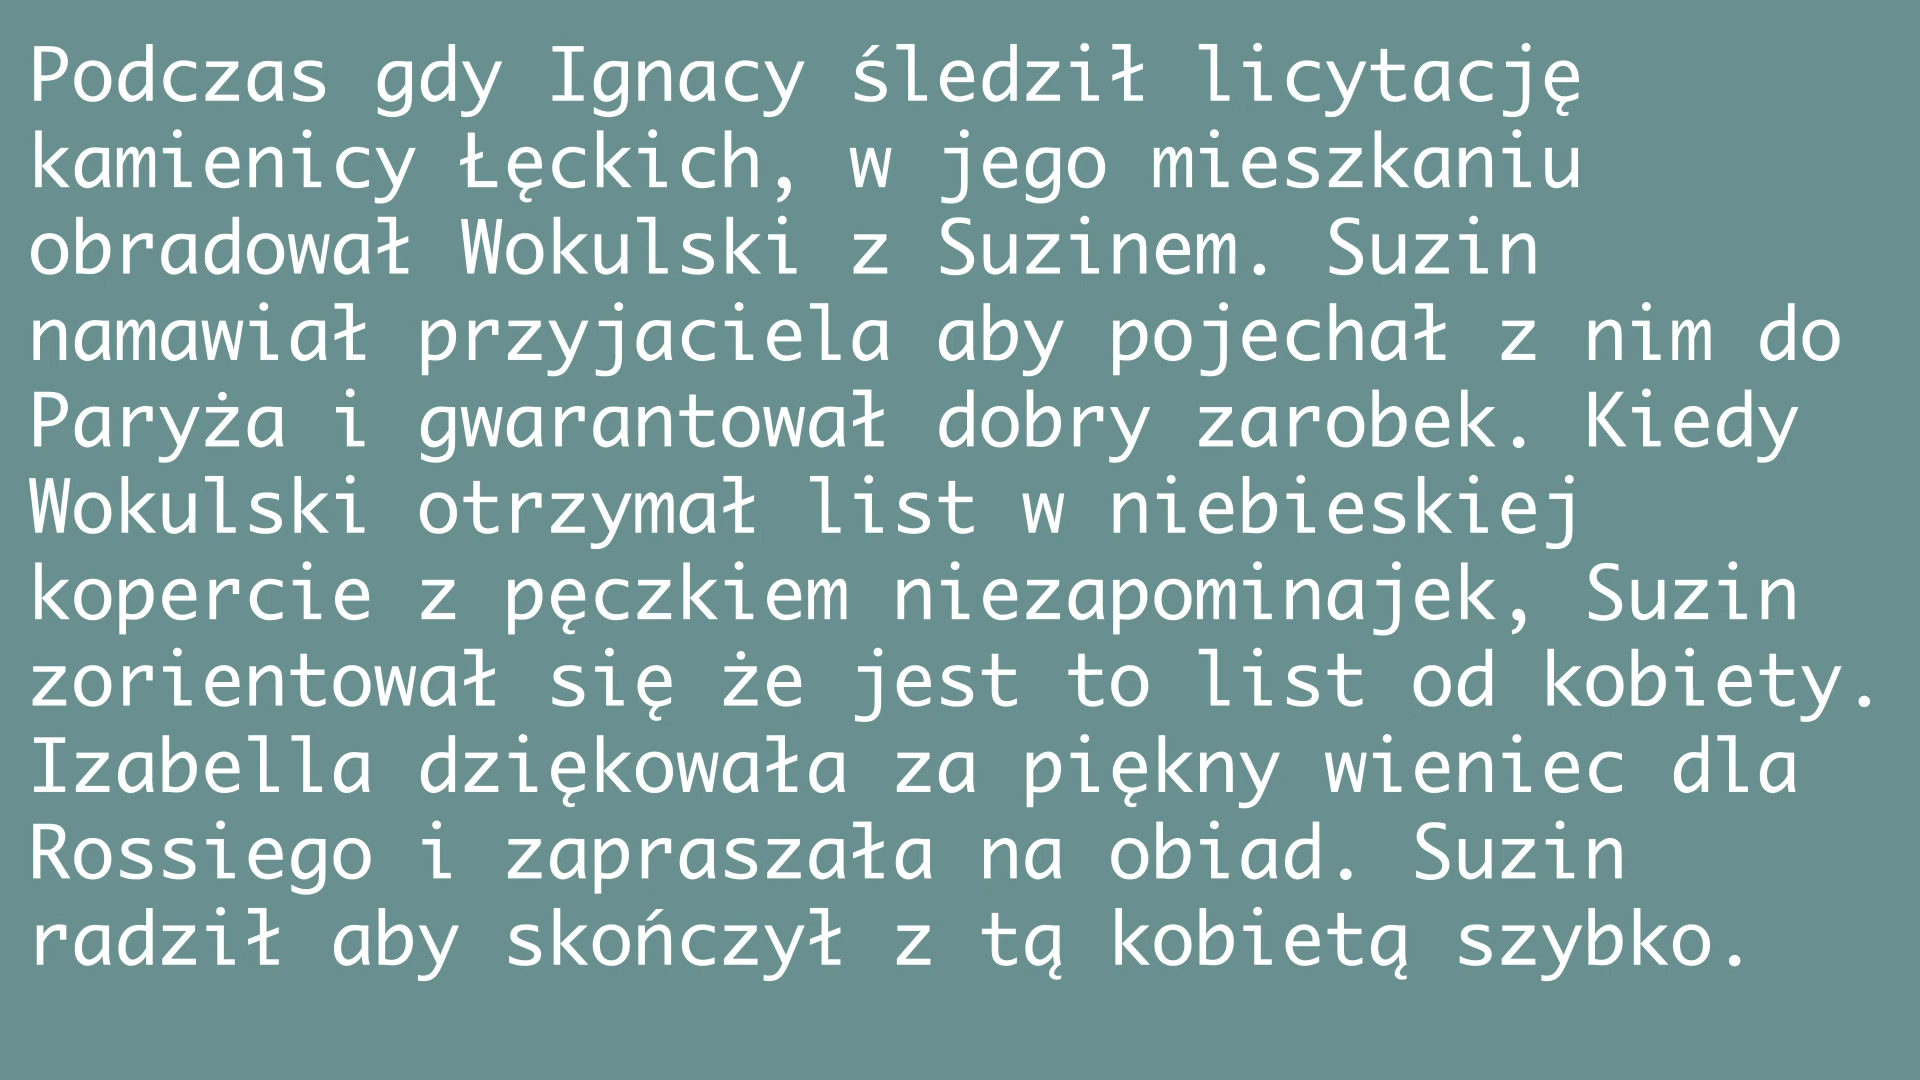 Podczas gdy Ignacy śledził licytację
kamienicy Łęckich, w jego mieszkaniu
obradował Wokulski z Suzinem. Suzin
namawiał przyjaciela aby pojechał z nim do
Paryża i gwarantował dobry zarobek. Kiedy
Wokulski otrzymał list w niebieskiej
kopercie z pęczkiem niezapominajek, Suzin
zorientował się że jest to list od kobiety.
Izabella dziękowała za piękny wieniec dla
Rossiego i zapraszała na obiad. Suzin
radził aby skończył z tą kobietą szybko.